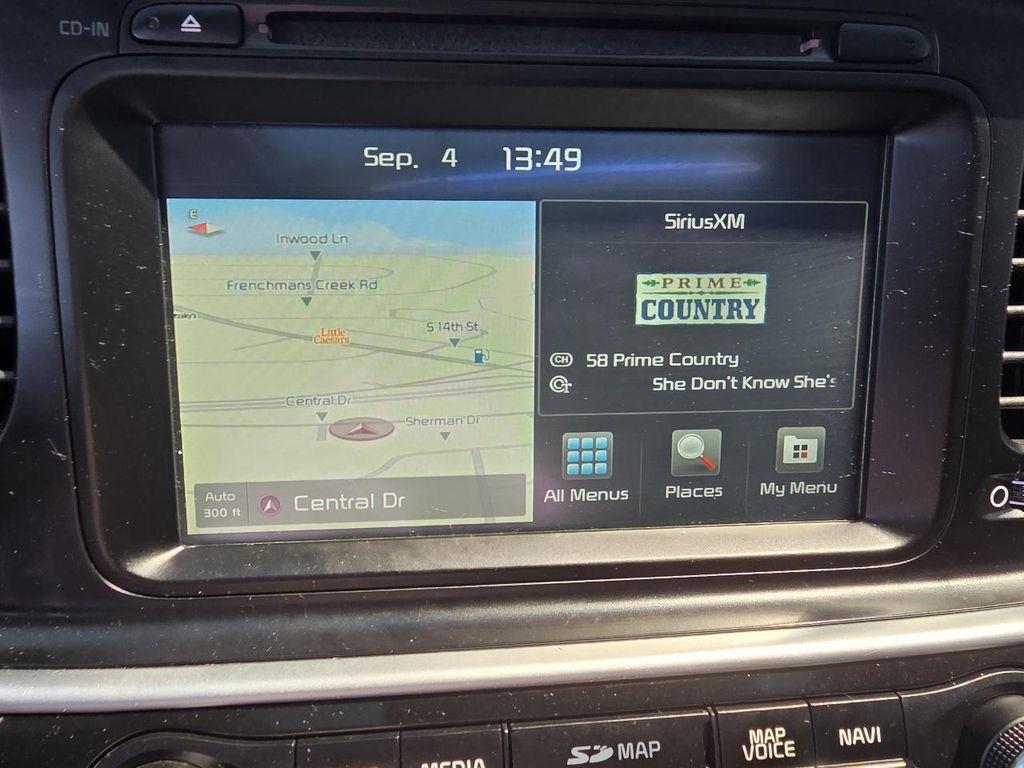 CD-IN
Sep. 4 13:49
E
Inwood Ln
Frenchmans Creek Rd
Little
Caesars
S 14th St
Central Dr
Sherman Dr
Auto
300 ft
Central Dr
SiriusXM
PRIME
COUNTRY
CH 58 Prime Country
She Don't Know She's
All Menus
Places
My Menu
MEDIA
SD MAP
MAP
VOICE
NAVI